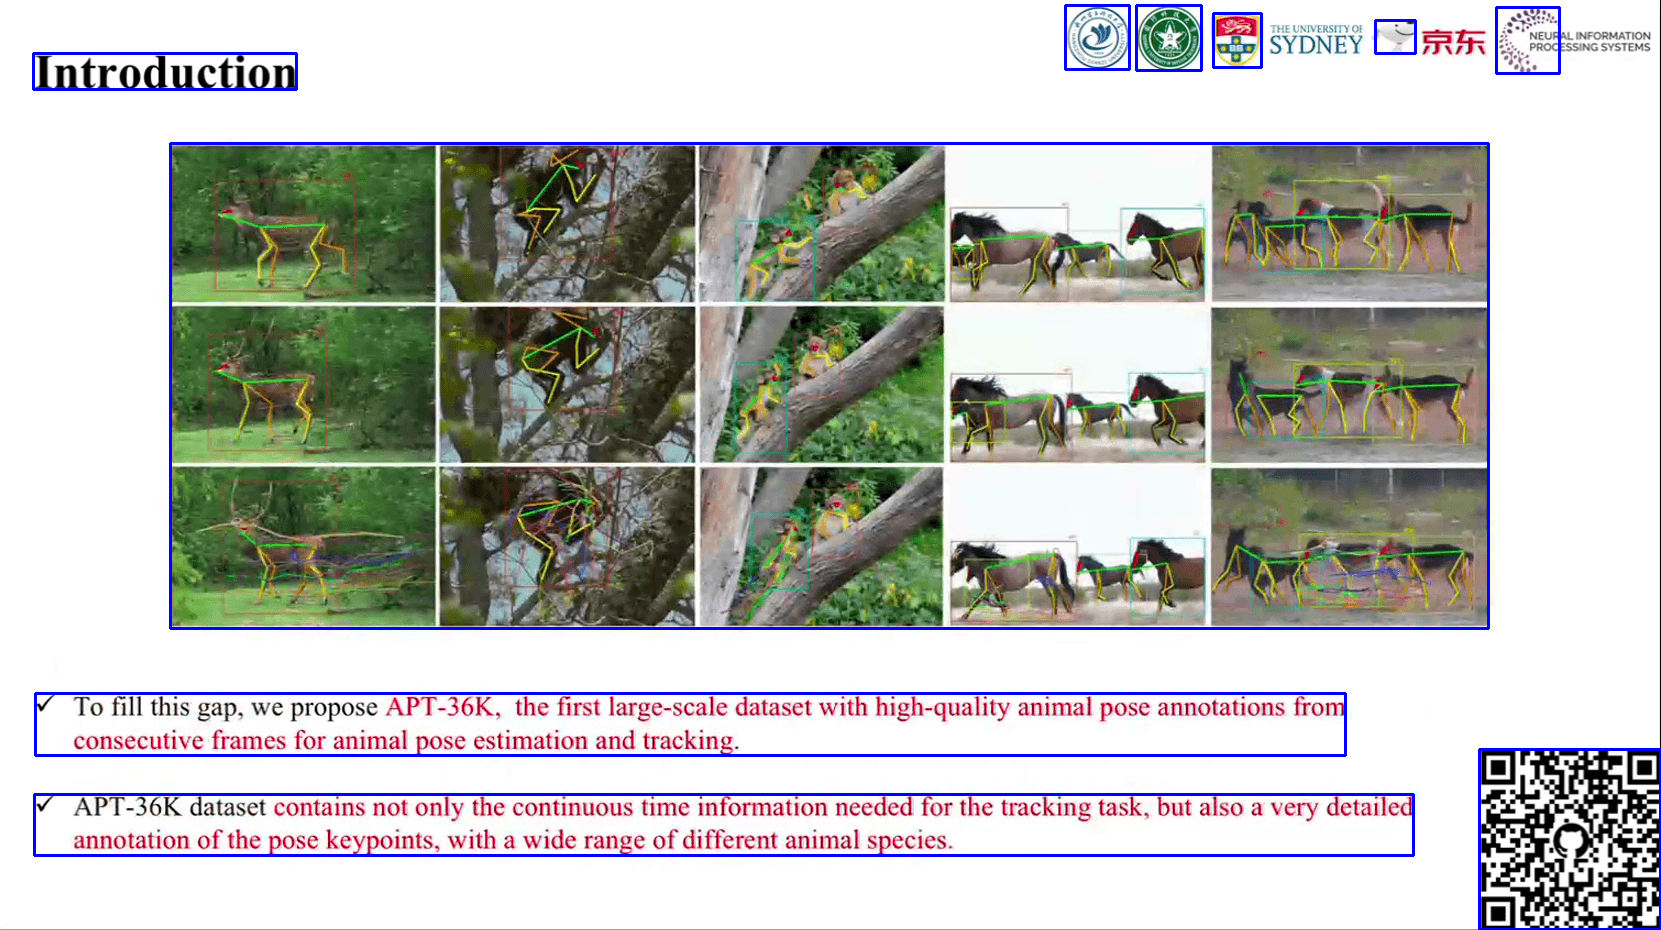 THE UNIVERSITY OF
SYDNEY
京东
NEURAL INFORMATION
PROCESSING SYSTEMS
Introduction
✓ To fill this gap, we propose APT-36K, the first large-scale dataset with high-quality animal pose annotations from
consecutive frames for animal pose estimation and tracking.
✓ APT-36K dataset contains not only the continuous time information needed for the tracking task, but also a very detailed
annotation of the pose keypoints, with a wide range of different animal species.